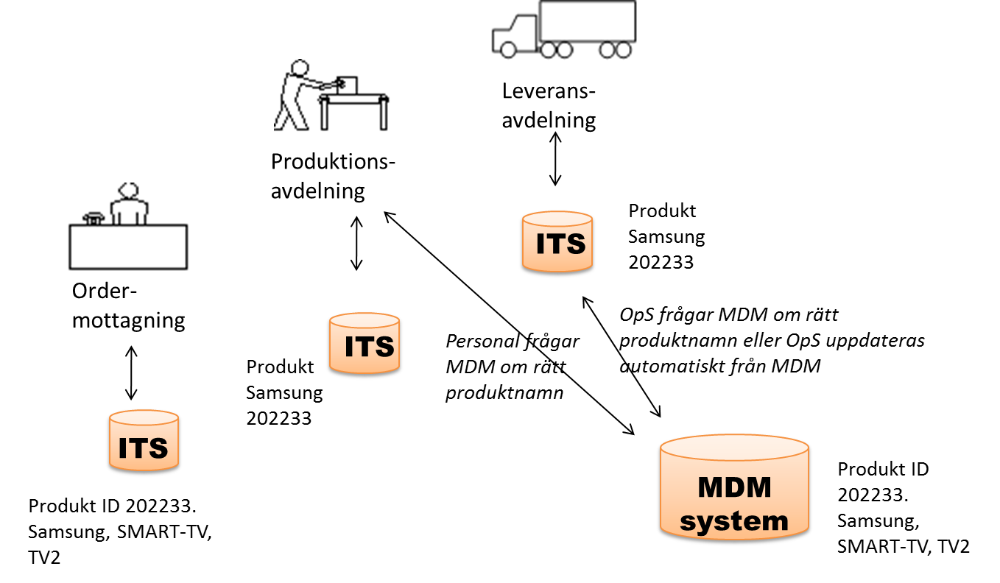 Leverans-
avdelning
Produktions-
avdelning
ITS
Produkt
Samsung
202233
Order-
mottagning
OpS frågar MDM om rätt
produktnamn eller OpS uppdateras
automatiskt från MDM
ITS
Personal frågar
MDM om rätt
produktnamn
Produkt
Samsung
202233
ITS
MDM
system
Produkt ID
202233.
Samsung,
SMART-TV, TV2
Produkt ID 202233.
Samsung, SMART-TV,
TV2